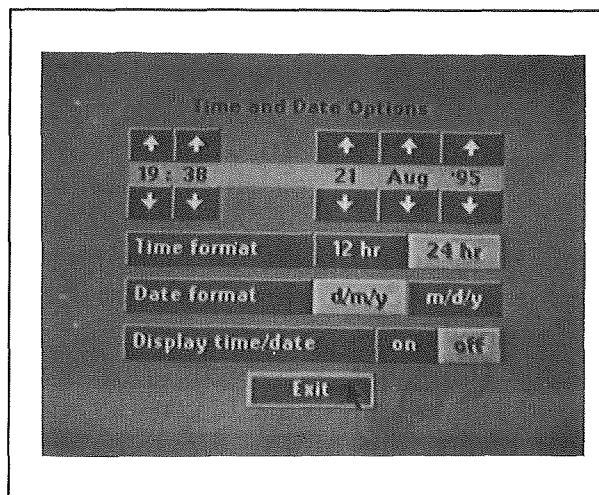 Time and Date Options
19 : 38 21 Aug '95
Time format 12 hr 24 hr
Date format d/m/y m/d/y
Display time/date on off
Exit